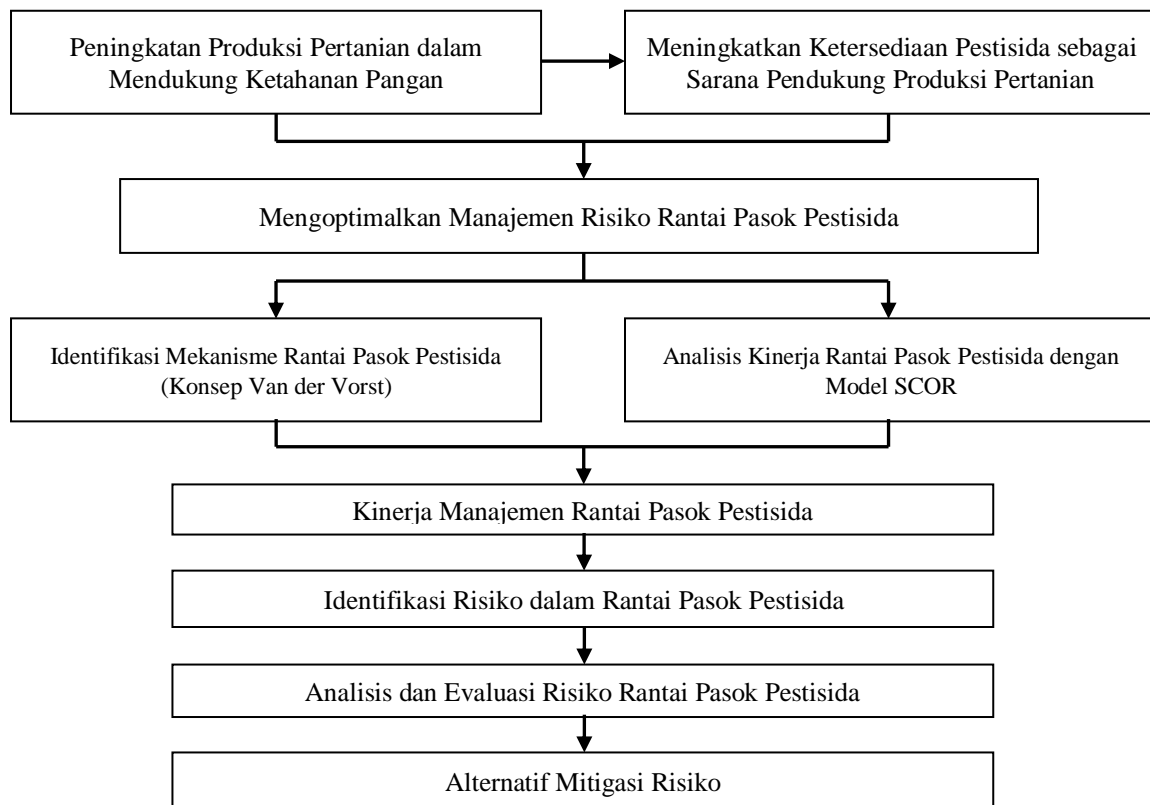 Peningkatan Produksi Pertanian dalam
Mendukung Ketahanan Pangan
Meningkatkan Ketersediaan Pestisida sebagai
Sarana Pendukung Produksi Pertanian
Mengoptimalkan Manajemen Risiko Rantai Pasok Pestisida
Identifikasi Mekanisme Rantai Pasok Pestisida
(Konsep Van der Vorst)
Analisis Kinerja Rantai Pasok Pestisida dengan
Model SCOR
Kinerja Manajemen Rantai Pasok Pestisida
Identifikasi Risiko dalam Rantai Pasok Pestisida
Analisis dan Evaluasi Risiko Rantai Pasok Pestisida
Alternatif Mitigasi Risiko